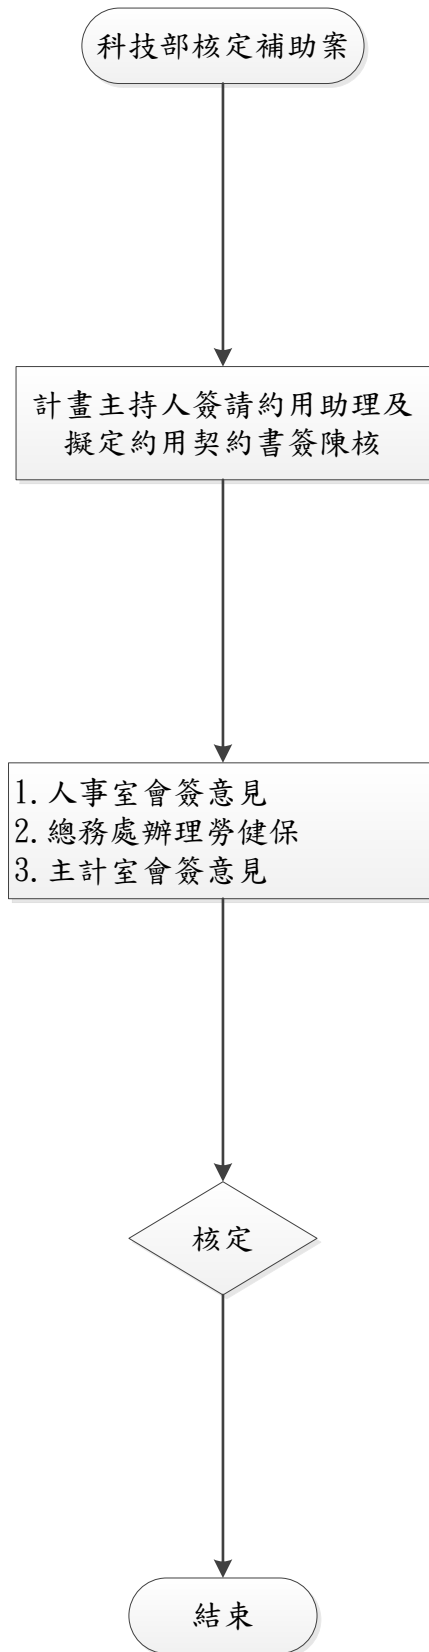 科技部核定補助案
計畫主持人簽請約用助理及
擬定約用契約書簽陳核
1. 人事室會簽意見
2. 總務處辦理勞健保
3. 主計室會簽意見
核定
結束